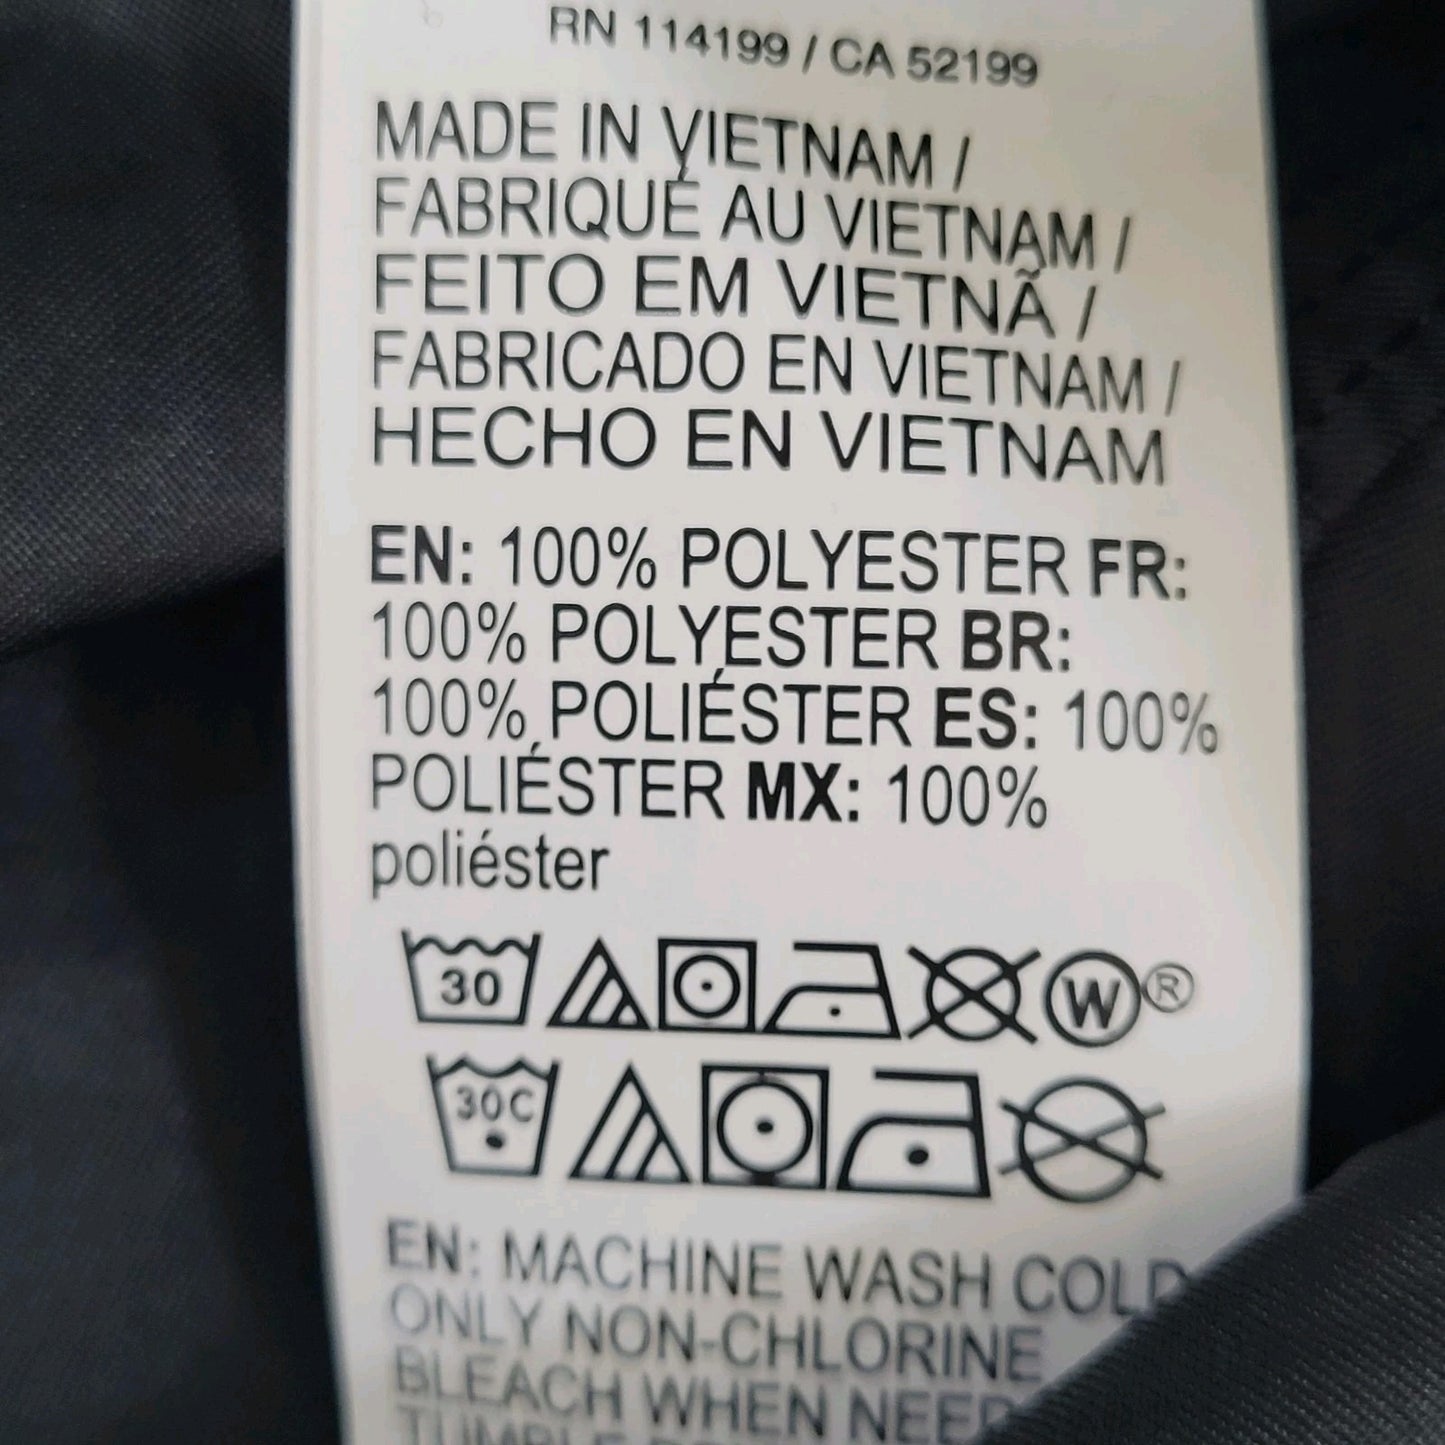 RN 114199 / CA 52199
MADE IN VIETNAM /
FABRIQUÉ AU VIETNAM /
FEITO EM VIETNÃ /
FABRICADO EN VIETNAM /
HECHO EN VIETNAM
EN: 100% POLYESTER FR:
100% POLYESTER BR:
100% POLIÉSTER ES: 100%
POLIÉSTER MX: 100%
poliéster
30 W®
30C
EN: MACHINE WASH COLD
ONLY NON-CHLORINE
BLEACH WHEN
TUMBLE